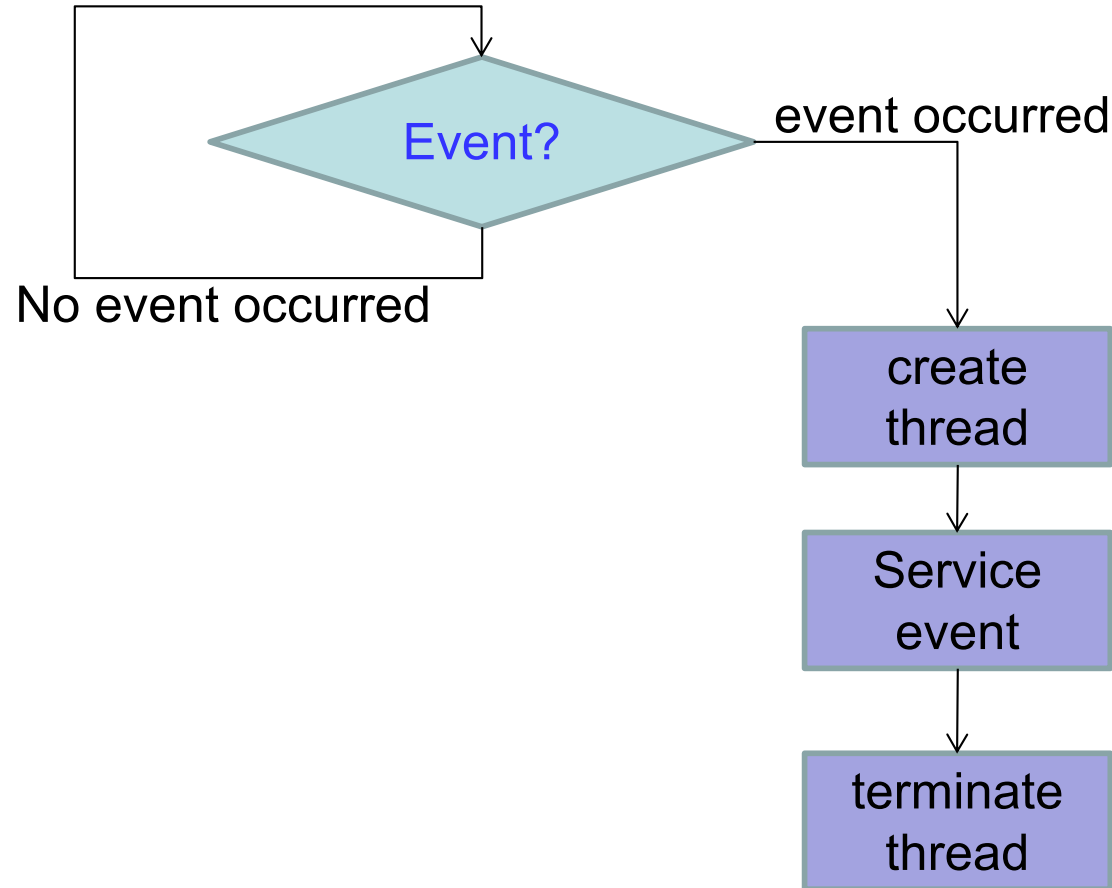 Event?
event occurred
No event occurred
create
thread
Service
event
terminate
thread